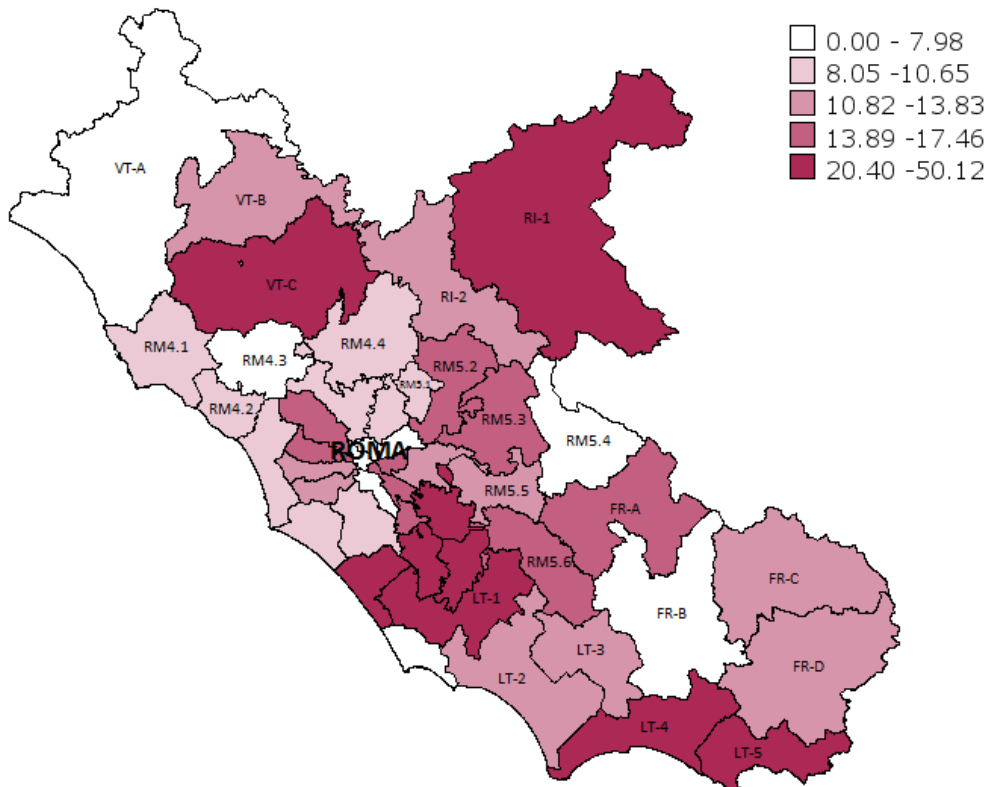 0.00 - 7.98
8.05 -10.65
10.82 -13.83
13.89 -17.46
20.40 -50.12
VT-A
VT-B
RI-1
VT-C
RI-2
RM4.1
RM4.3
RM4.4
RM5.2
RM5.1
RM4.2
RM5.3
RM5.4
ROMA
RM5.5
FR-A
RM5.6
FR-C
LT-1
FR-B
LT-3
FR-D
LT-2
LT-4
LT-5